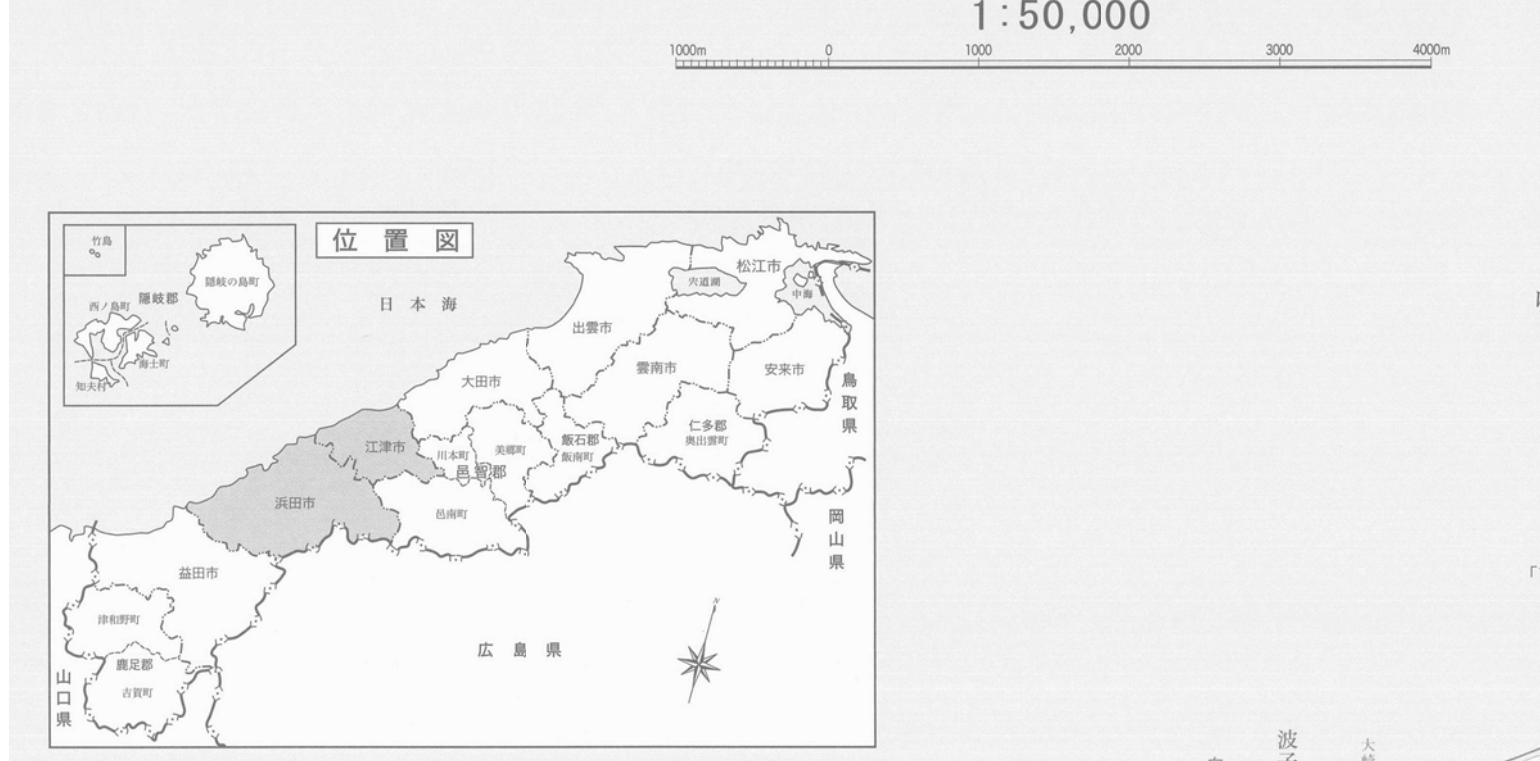 1:50,000
1000m 0 1000 2000 3000 4000m
位置図
竹島
隠岐の島町
隠岐郡
西ノ島町
海士町
知夫村
日本海
松江市
宍道湖
中海
出雲市
雲南市
安来市
大田市
鳥取県
仁多郡
奥出雲町
飯石郡
飯南町
美郷町
川本町
邑智郡
江津市
浜田市
邑南町
岡山県
益田市
津和野町
鹿足郡
吉賀町
山口県
広島県
N
波子
大崎